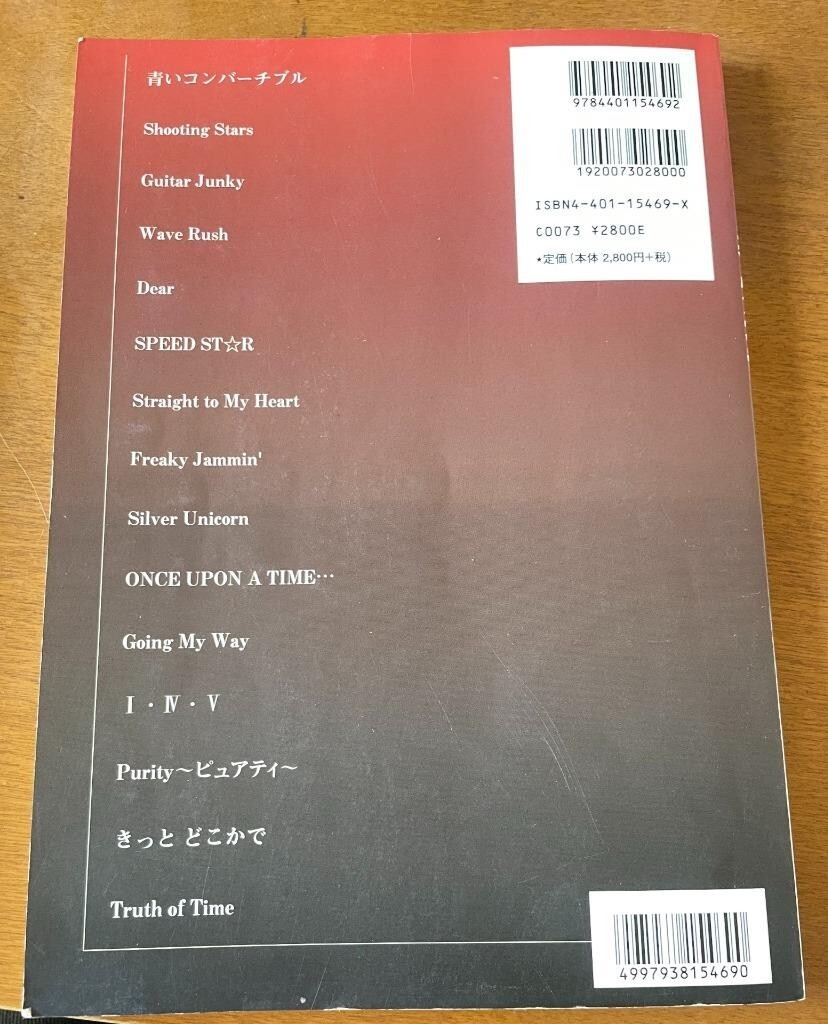 青いコンバーチブル
Shooting Stars
Guitar Junky
Wave Rush
Dear
SPEED ST☆R
Straight to My Heart
Freaky Jammin'
Silver Unicorn
ONCE UPON A TIME…
Going My Way
Ⅰ・Ⅳ・Ⅴ
Purity～ピュアティ～
きっと どこかで
Truth of Time
9784401154692
1920073028000
ISBN4-401-15469-X
C0073 ¥2800E
★定価(本体 2,800円+税)
4997938154690